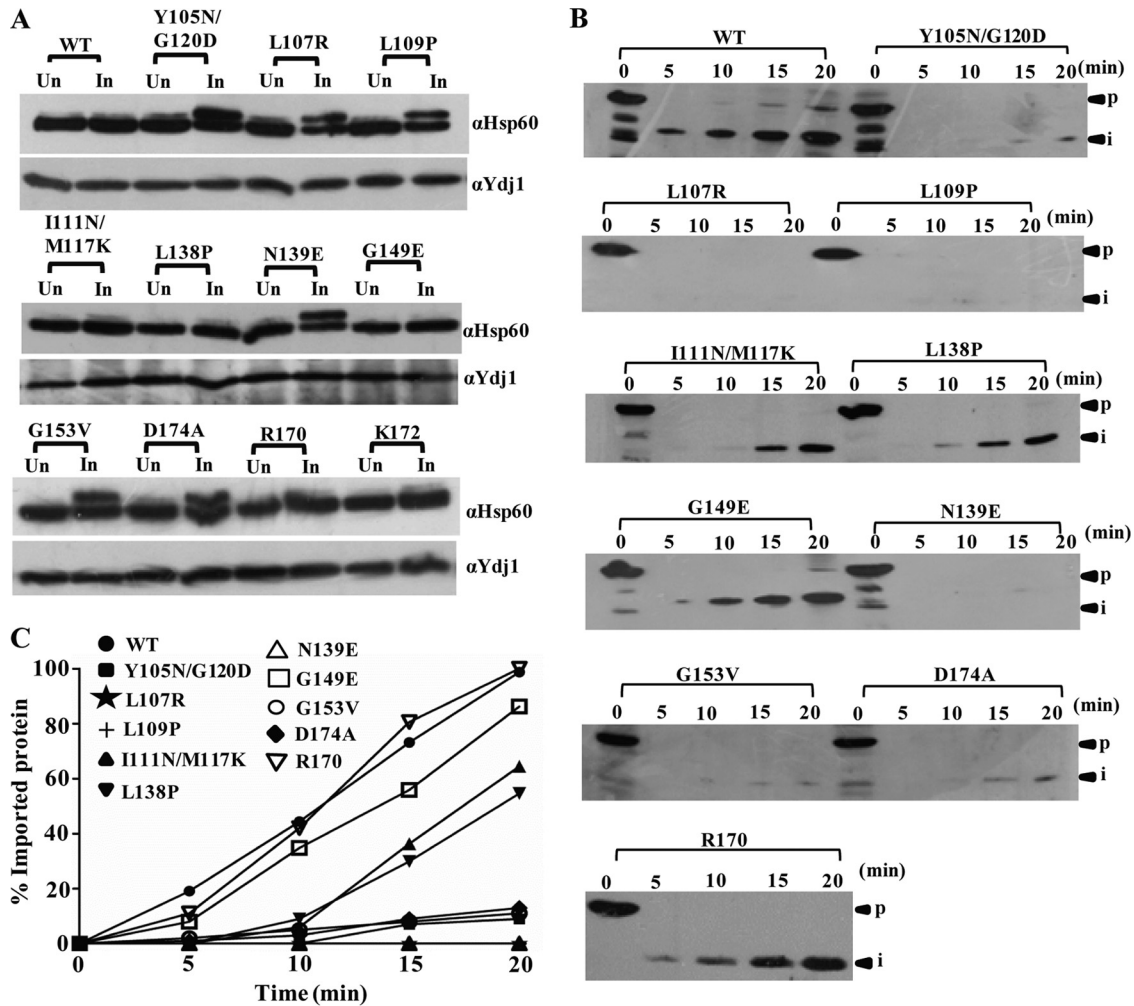 A
WT
Y105N/
G120D
L107R
L109P
Un In Un In Un In Un In
αHsp60
αYdj1
I111N/
M117K
L138P
N139E
G149E
Un In Un In Un In Un In
αHsp60
αYdj1
G153V
D174A
R170
K172
Un In Un In Un In Un In
αHsp60
αYdj1
B
WT
Y105N/G120D
0 5 10 15 20 0 5 10 15 20 (min)
p
i
L107R
L109P
0 5 10 15 20 0 5 10 15 20 (min)
p
i
I111N/M117K
L138P
0 5 10 15 20 0 5 10 15 20 (min)
p
i
G149E
N139E
0 5 10 15 20 0 5 10 15 20 (min)
p
i
G153V
D174A
0 5 10 15 20 0 5 10 15 20 (min)
p
i
R170
0 5 10 15 20 (min)
p
i
C
WT
Y105N/G120D
L107R
L109P
I111N/M117K
L138P
N139E
G149E
G153V
D174A
R170
% Imported protein
100
80
60
40
20
0
0 5 10 15 20
Time (min)